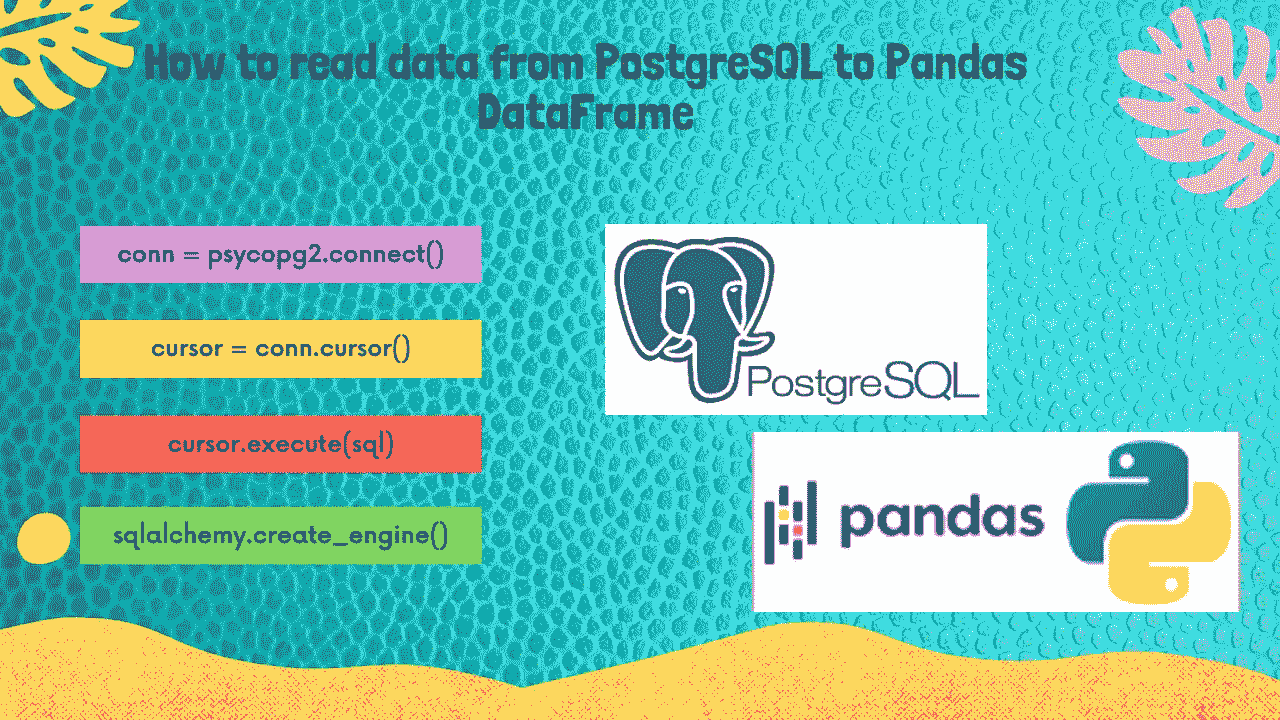 How to read data from PostgreSQL to Pandas
DataFrame
conn = psycopg2.connect()
cursor = conn.cursor()
cursor.execute(sql)
sqlalchemy.create_engine()
PostgreSQL
pandas